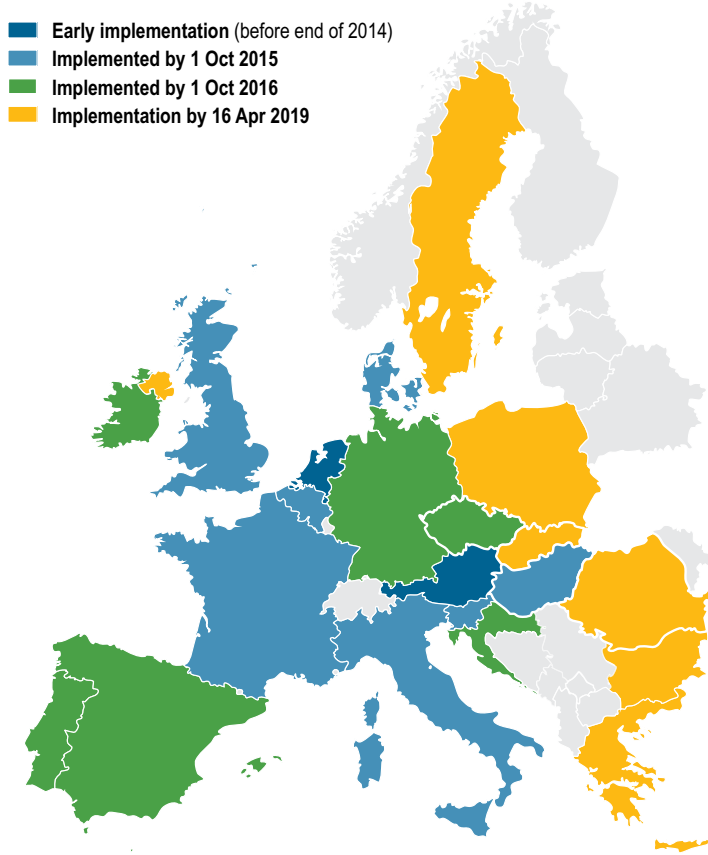 Early implementation (before end of 2014)
Implemented by 1 Oct 2015
Implemented by 1 Oct 2016
Implementation by 16 Apr 2019